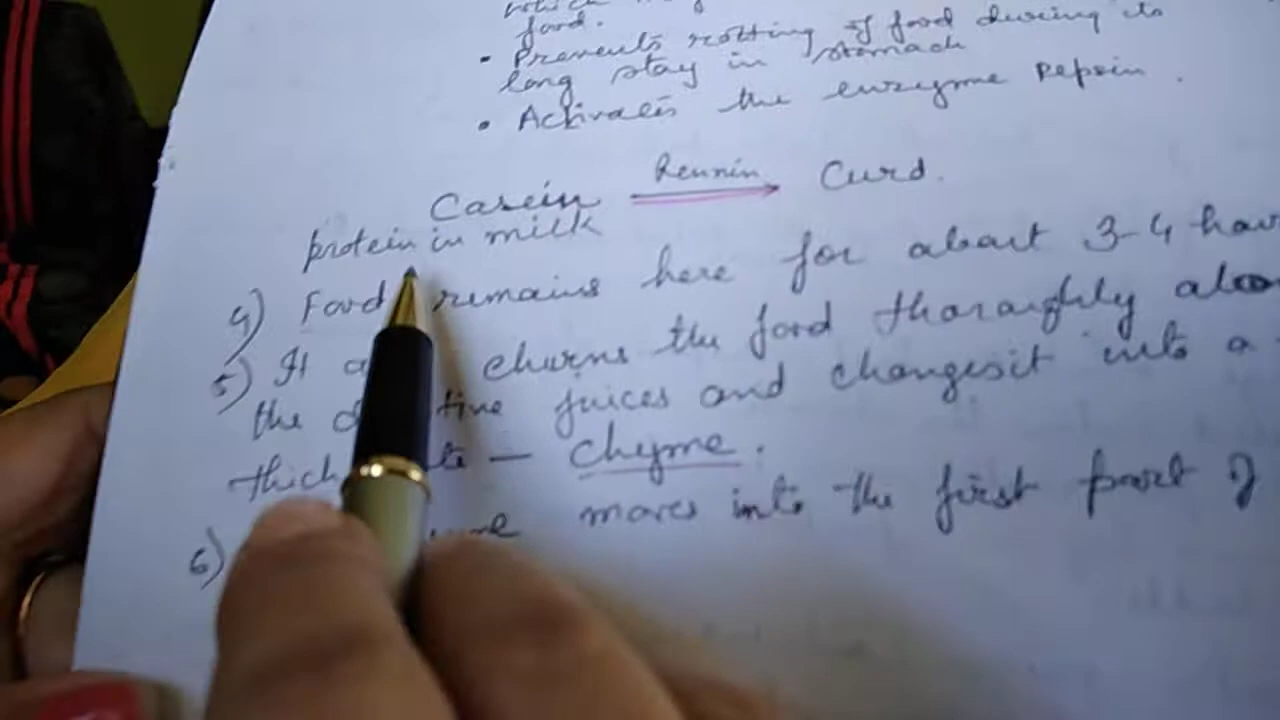 food.
• Prevents rotting of food during its
long stay in stomach
• Activates the enzyme Pepsin.
Casein Rennin Curd.
protein in milk
4) Food remains here for about 3-4
5) It churns the food thoroughly
the juices and changes it into a
thick — chyme.
6) moves into the first part of